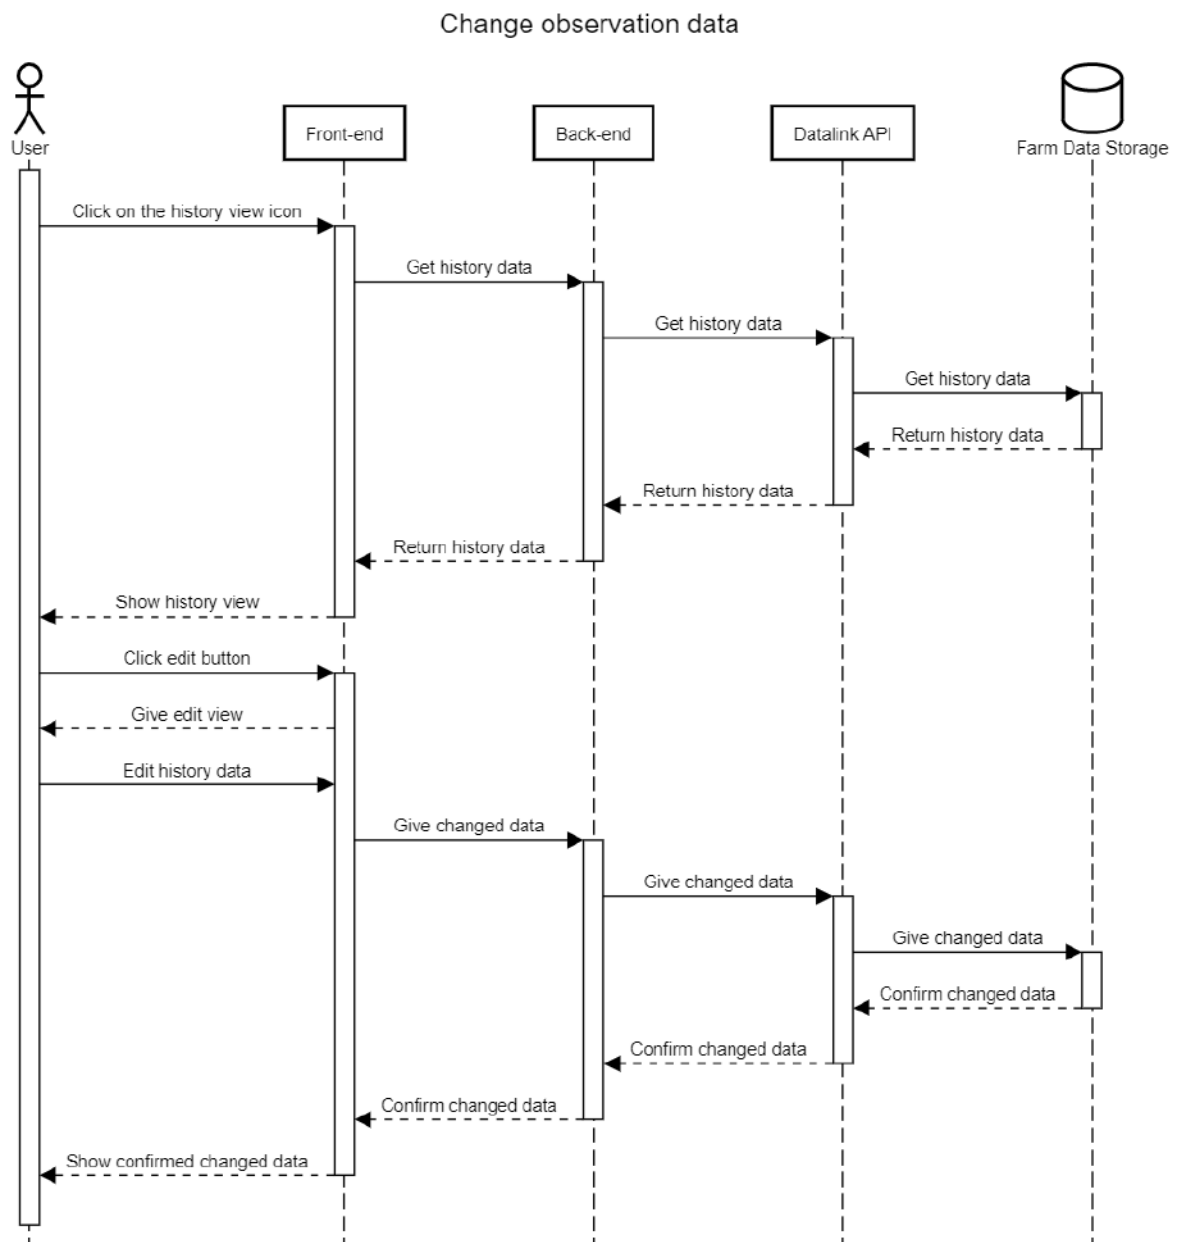 Change observation data
User
Front-end
Back-end
Datalink API
Farm Data Storage
Click on the history view icon
Get history data
Get history data
Get history data
Return history data
Return history data
Return history data
Show history view
Click edit button
Give edit view
Edit history data
Give changed data
Give changed data
Give changed data
Confirm changed data
Confirm changed data
Confirm changed data
Show confirmed changed data